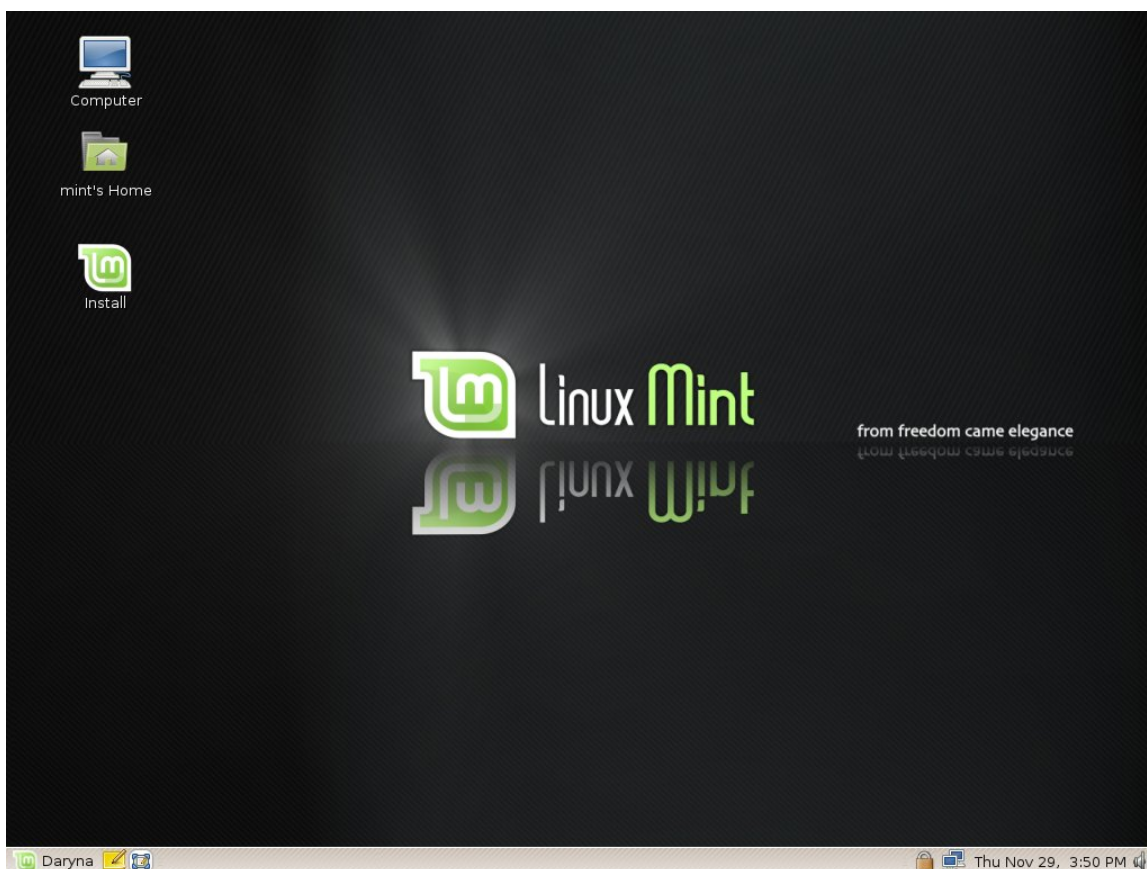 Computer
mint's Home
Install
Linux Mint
from freedom came elegance
Daryna
Thu Nov 29, 3:50 PM